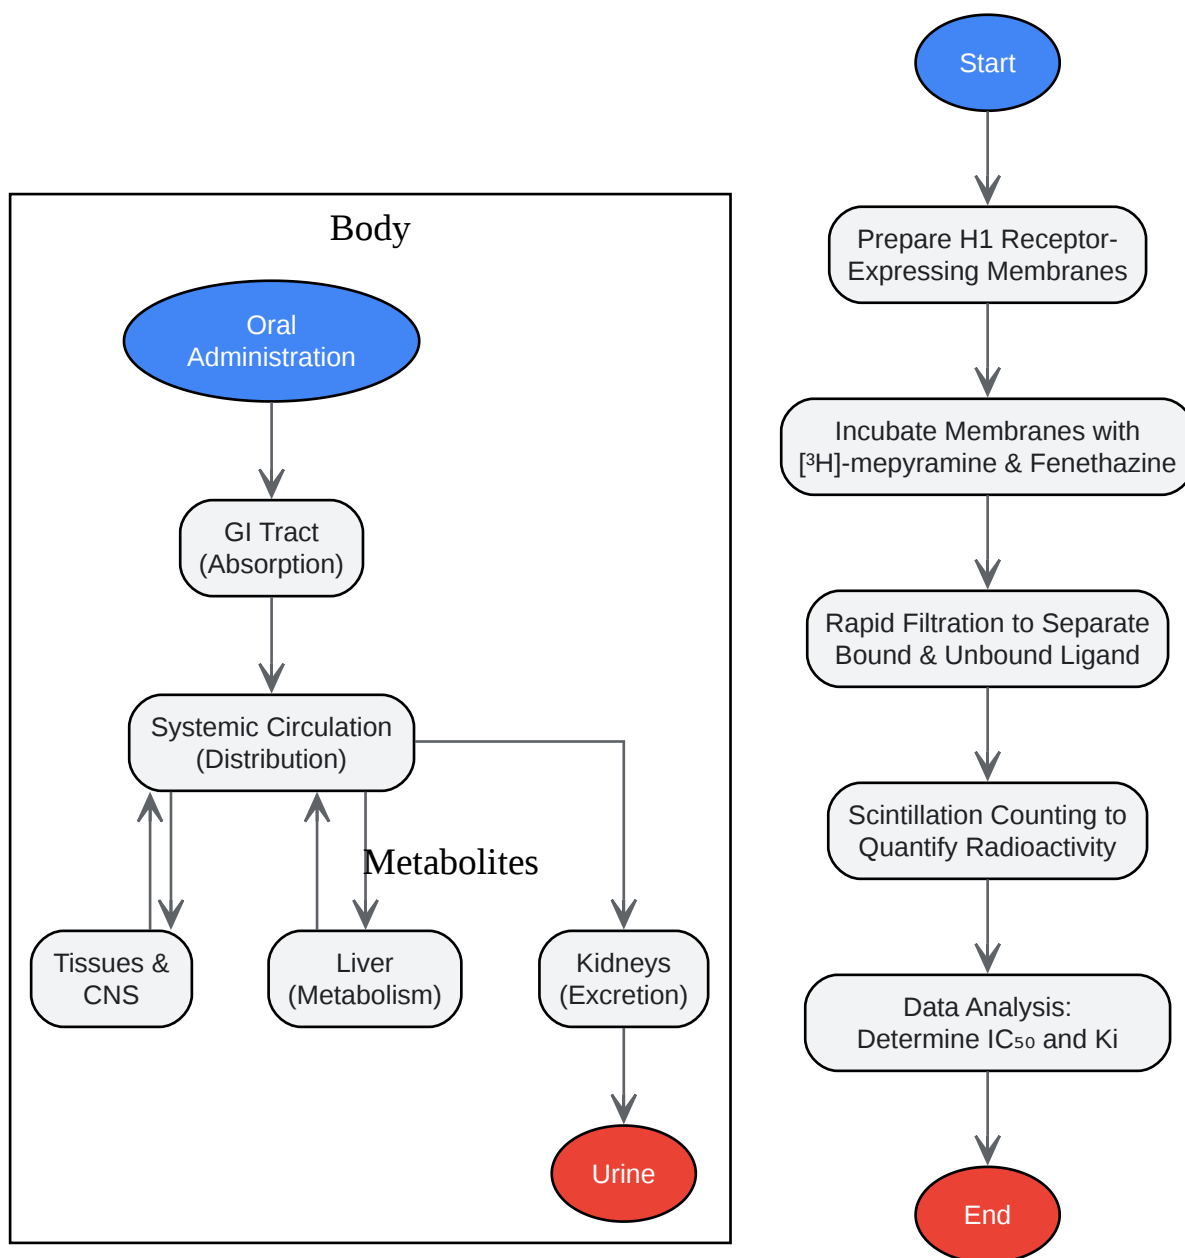 Body
Oral
Administration
GI Tract
(Absorption)
Systemic Circulation
(Distribution)
Metabolites
Tissues &
CNS
Liver
(Metabolism)
Kidneys
(Excretion)
Urine
Start
Prepare H1 Receptor-
Expressing Membranes
Incubate Membranes with
[³H]-mepyramine & Fenethazine
Rapid Filtration to Separate
Bound & Unbound Ligand
Scintillation Counting to
Quantify Radioactivity
Data Analysis:
Determine IC₅₀ and Ki
End